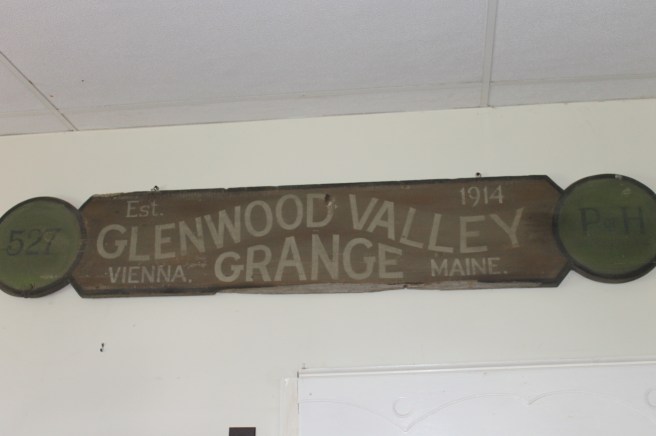 527
Est. 1914
GLENWOOD VALLEY
GRANGE
VIENNA. MAINE.
P of H